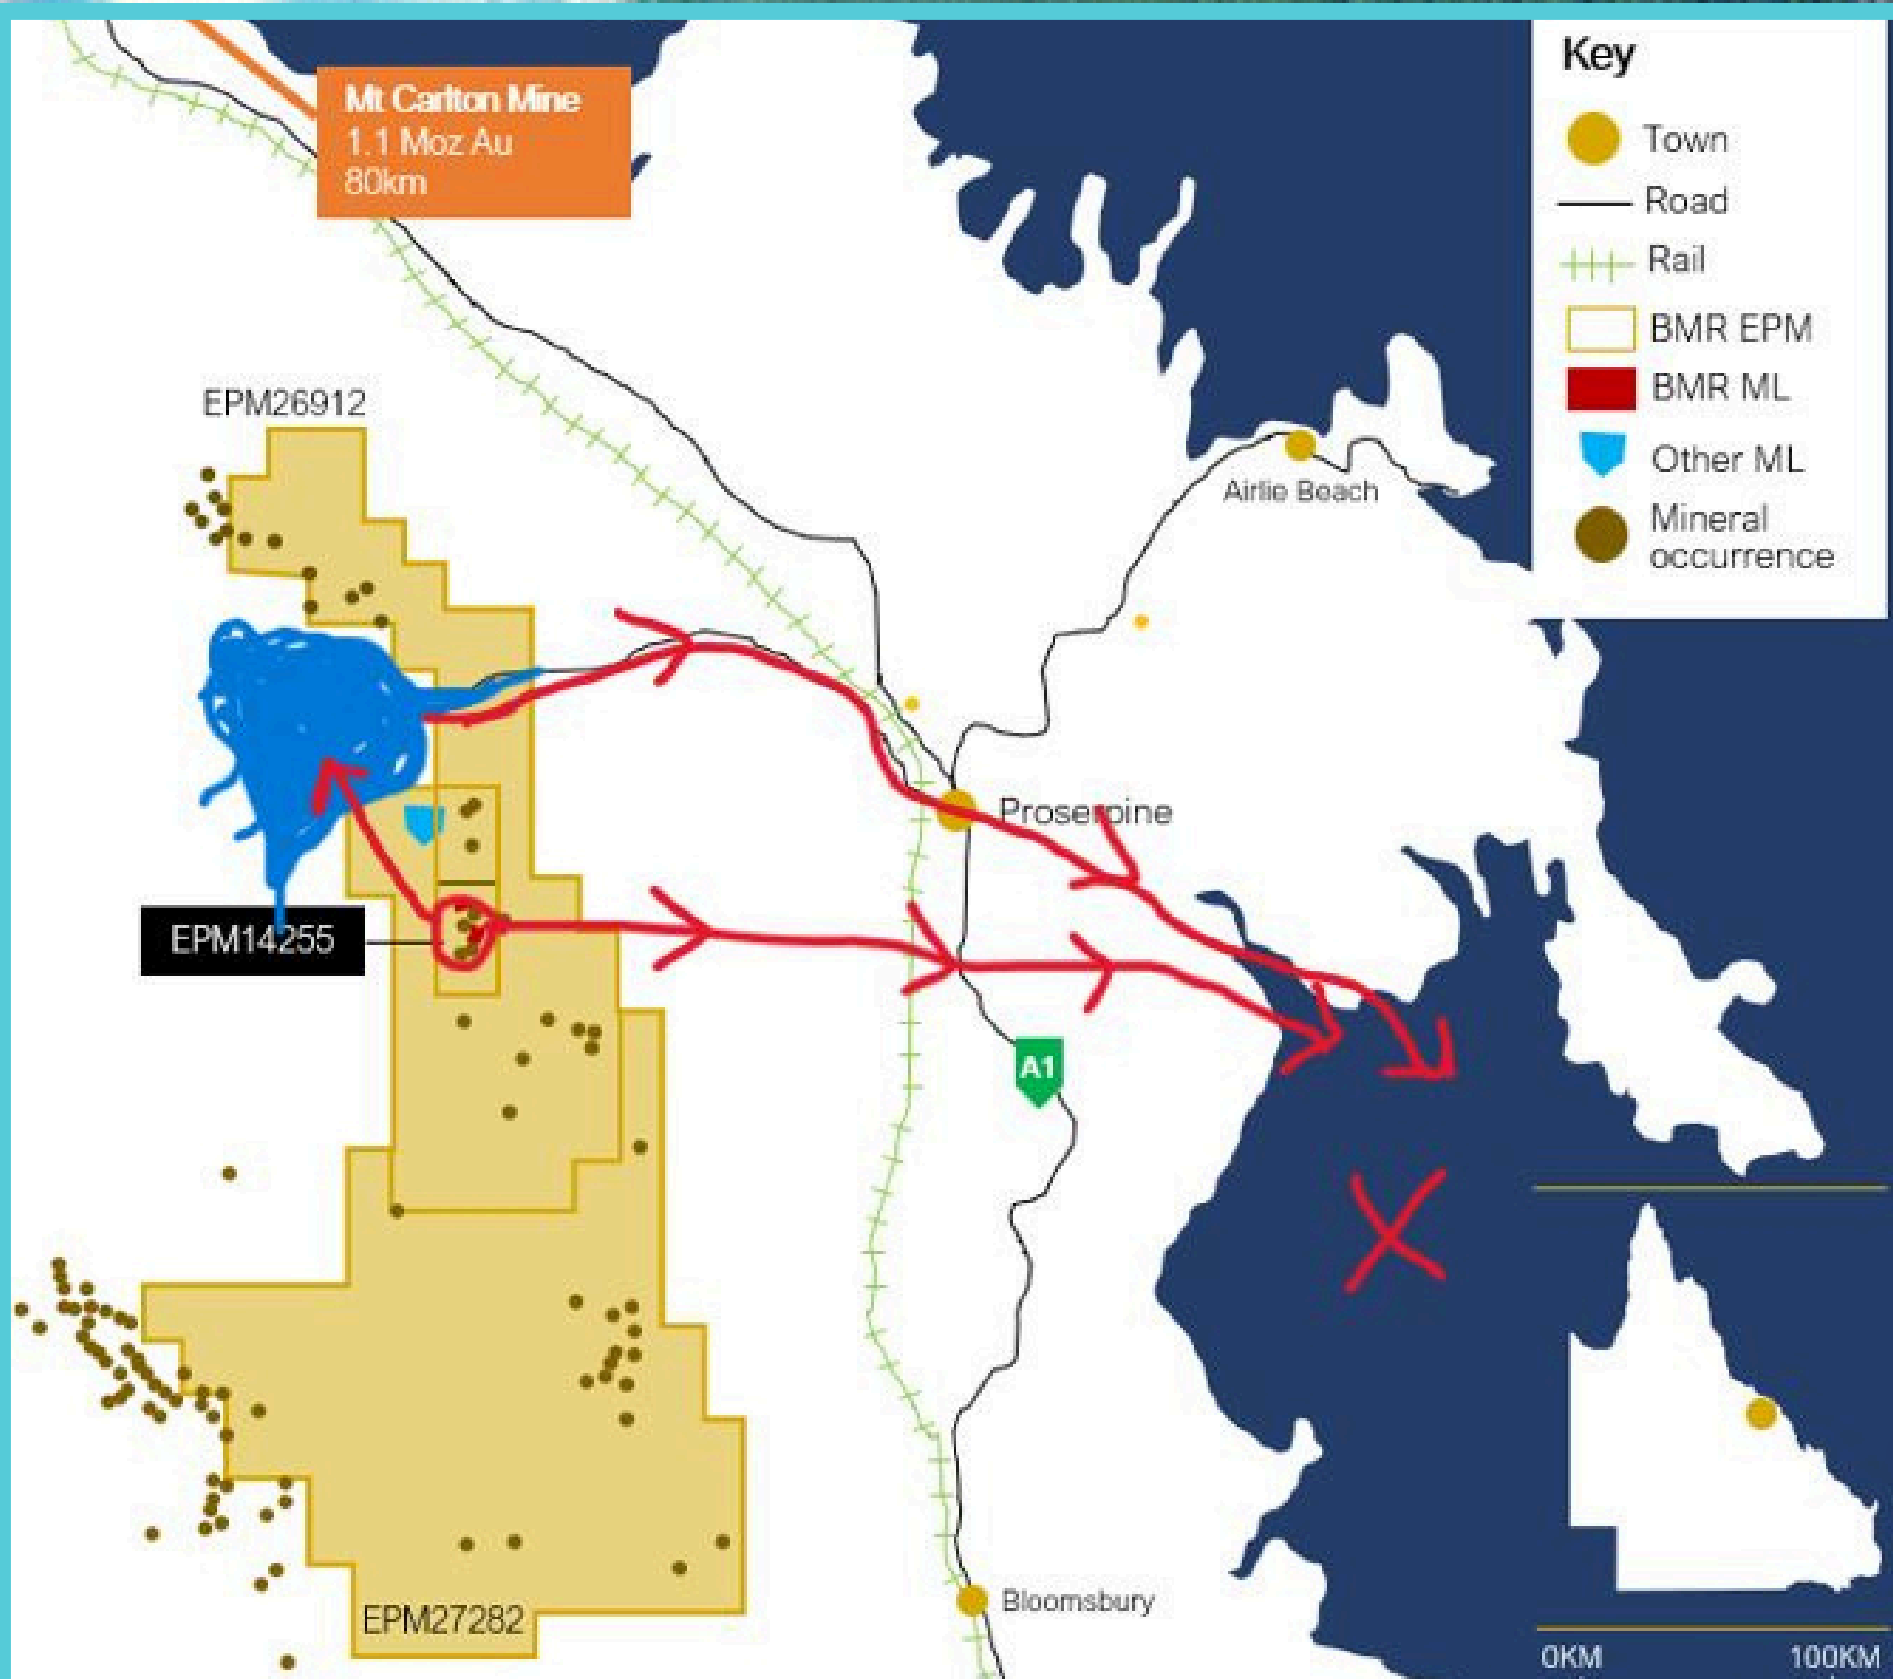 Mt Carlton Mine
1.1 Moz Au
80km
Key
Town
Road
Rail
BMR EPM
BMR ML
Other ML
Mineral
occurrence
EPM26912
Airlie Beach
Proserpine
EPM14255
A1
EPM27282
Bloomsbury
0KM 100KM